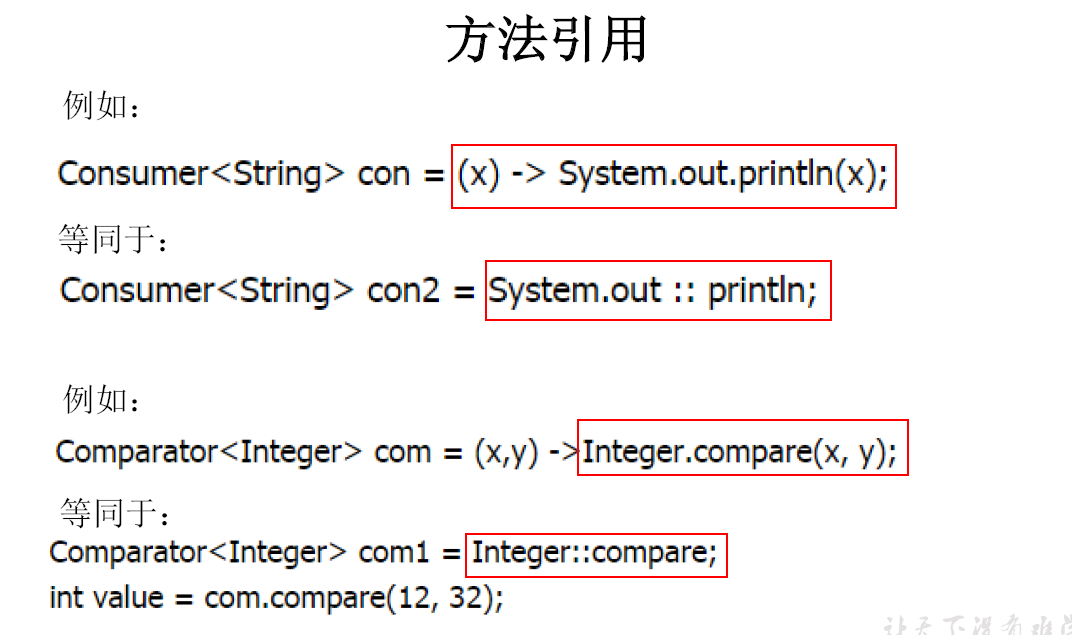 方法引用
例如：
Consumer<String> con = (x) -> System.out.println(x);
等同于：
Consumer<String> con2 = System.out :: println;
例如：
Comparator<Integer> com = (x,y) ->Integer.compare(x, y);
等同于：
Comparator<Integer> com1 = Integer::compare;
int value = com.compare(12, 32);
让天下没有难学